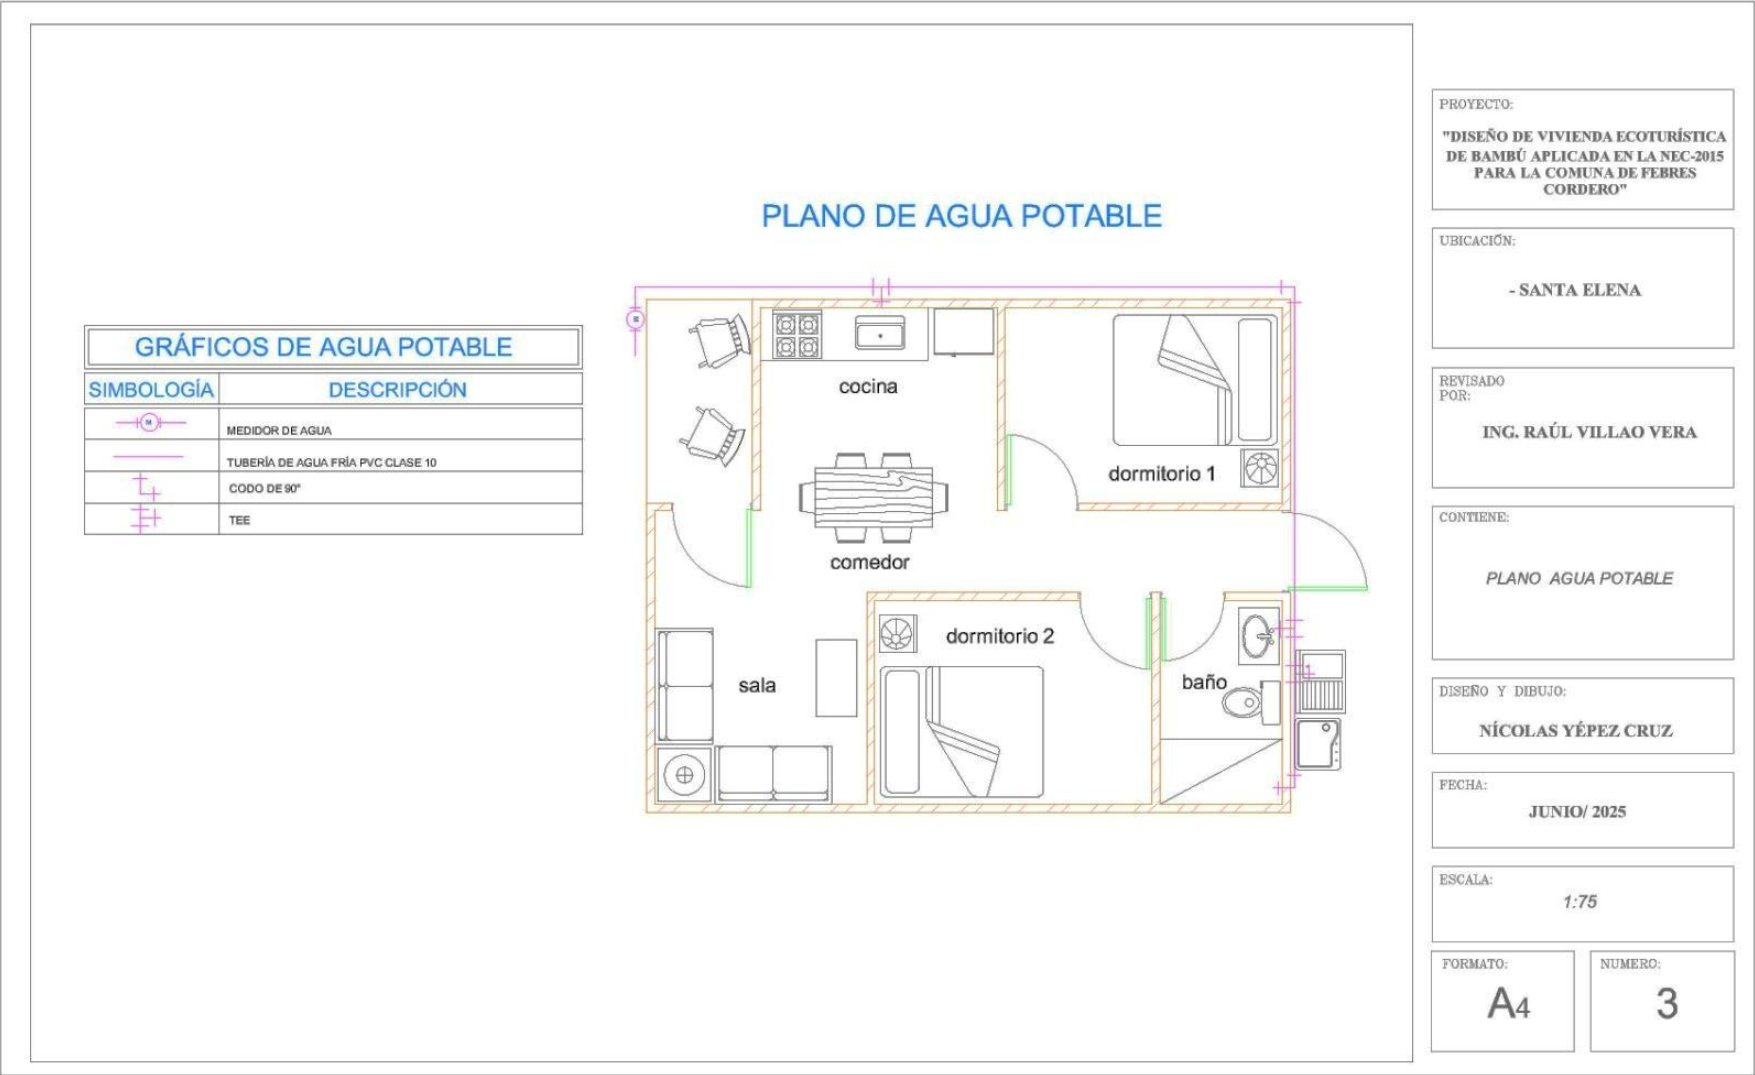 PLANO DE AGUA POTABLE
GRÁFICOS DE AGUA POTABLE
SIMBOLOGÍA DESCRIPCIÓN
M MEDIDOR DE AGUA
TUBERÍA DE AGUA FRÍA PVC CLASE 10
CODO DE 90°
TEE
M
cocina
dormitorio 1
comedor
dormitorio 2
sala
baño
PROYECTO:
"DISEÑO DE VIVIENDA ECOTURÍSTICA
DE BAMBÚ APLICADA EN LA NEC-2015
PARA LA COMUNA DE FEBRES
CORDERO"
UBICACIÓN:
- SANTA ELENA
REVISADO
POR:
ING. RAÚL VILLAO VERA
CONTIENE:
PLANO AGUA POTABLE
DISEÑO Y DIBUJO:
NÍCOLAS YÉPEZ CRUZ
FECHA:
JUNIO/ 2025
ESCALA:
1:75
FORMATO:
A4
NUMERO:
3